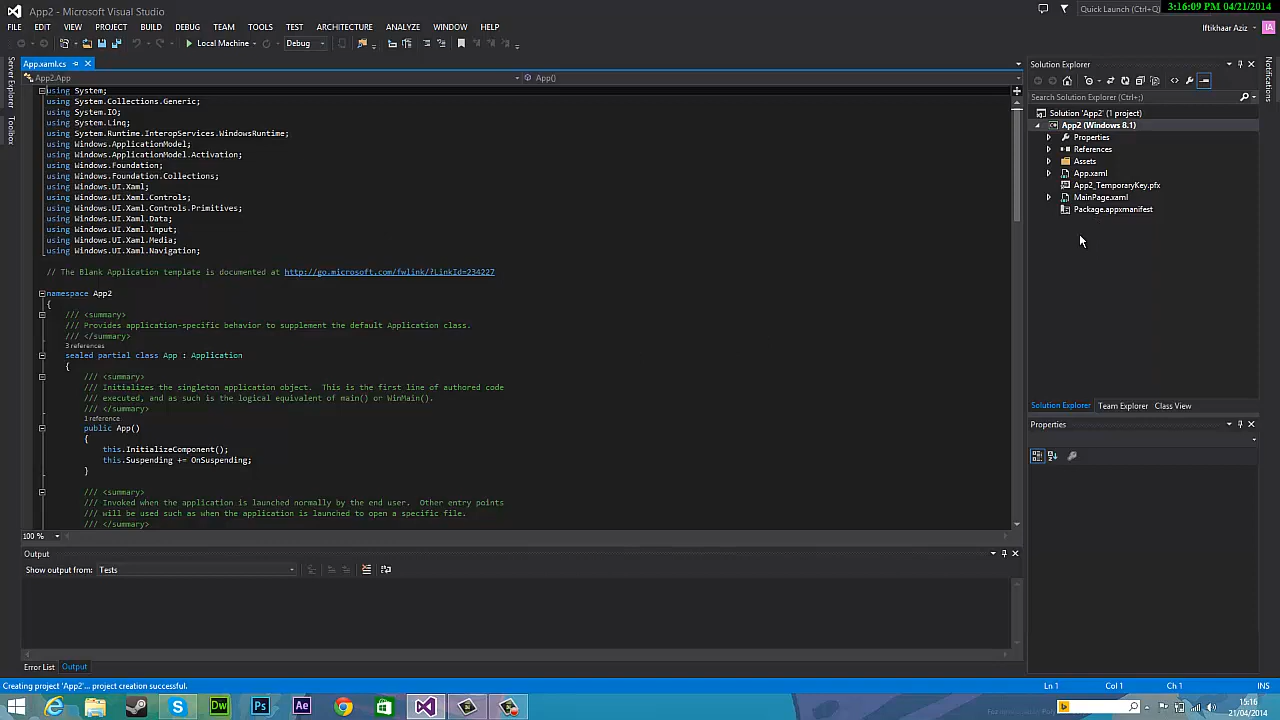 App2 - Microsoft Visual Studio
Quick Launch (Ctrl+Q)
3:16:09 PM 04/21/2014
FILE EDIT VIEW PROJECT BUILD DEBUG TEAM TOOLS TEST ARCHITECTURE ANALYZE WINDOW HELP
Iftikhaar Aziz
IA
Local Machine
Debug
Server Explorer
Toolbox
Notifications
App.xaml.cs
App2.App
App()
using System;
using System.Collections.Generic;
using System.IO;
using System.Linq;
using System.Runtime.InteropServices.WindowsRuntime;
using Windows.ApplicationModel;
using Windows.ApplicationModel.Activation;
using Windows.Foundation;
using Windows.Foundation.Collections;
using Windows.UI.Xaml;
using Windows.UI.Xaml.Controls;
using Windows.UI.Xaml.Controls.Primitives;
using Windows.UI.Xaml.Data;
using Windows.UI.Xaml.Input;
using Windows.UI.Xaml.Media;
using Windows.UI.Xaml.Navigation;
// The Blank Application template is documented at http://go.microsoft.com/fwlink/?LinkId=234227
namespace App2
{
/// <summary>
/// Provides application-specific behavior to supplement the default Application class.
/// </summary>
3 references
sealed partial class App : Application
{
/// <summary>
/// Initializes the singleton application object.  This is the first line of authored code
/// executed, and as such is the logical equivalent of main() or WinMain().
/// </summary>
1 reference
public App()
{
this.InitializeComponent();
this.Suspending += OnSuspending;
}
/// <summary>
/// Invoked when the application is launched normally by the end user.  Other entry points
/// will be used such as when the application is launched to open a specific file.
/// </summary>
100 %
Solution Explorer
Search Solution Explorer (Ctrl+;)
Solution 'App2' (1 project)
App2 (Windows 8.1)
Properties
References
Assets
App.xaml
App2_TemporaryKey.pfx
MainPage.xaml
Package.appxmanifest
Solution Explorer Team Explorer Class View
Properties
Output
Show output from: Tests
Error List Output
Creating project 'App2'... project creation successful.
Ln 1 Col 1 Ch 1 INS
Dw Ps Ae
15:16
21/04/2014